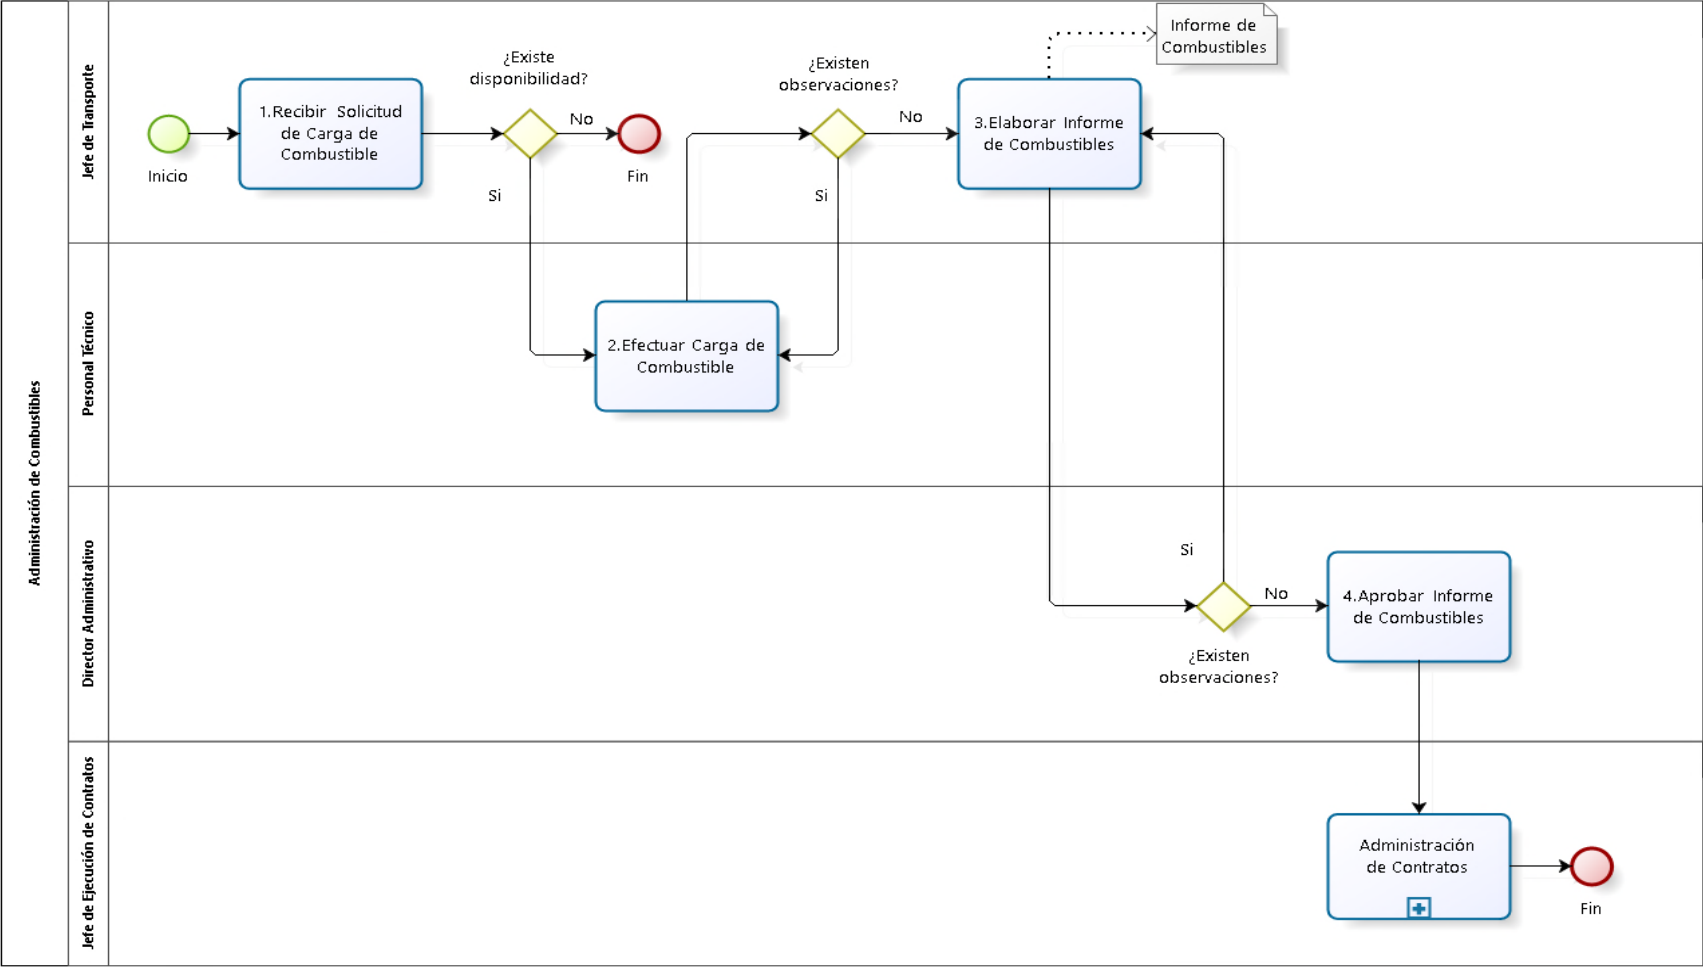 Administración de Combustibles
Jefe de Transporte
Inicio
1.Recibir Solicitud
de Carga de
Combustible
¿Existe
disponibilidad?
No
Si
Fin
¿Existen
observaciones?
No
Si
3.Elaborar Informe
de Combustibles
Informe de
Combustibles
Personal Técnico
2.Efectuar Carga de
Combustible
Director Administrativo
Si
No
¿Existen
observaciones?
4.Aprobar Informe
de Combustibles
Jefe de Ejecución de Contratos
Administración
de Contratos
Fin